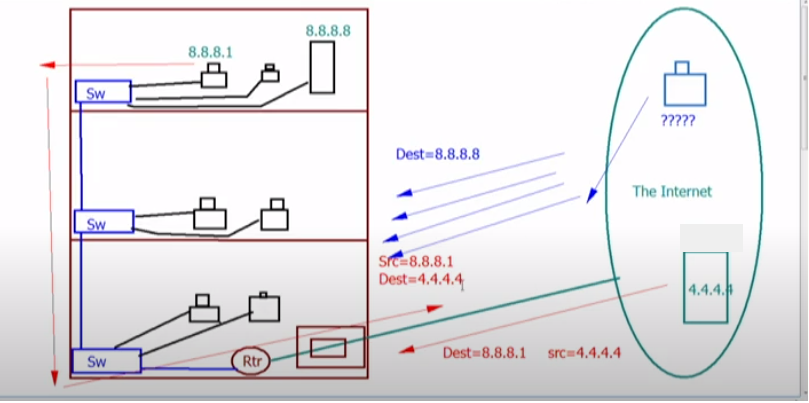 8.8.8.8
8.8.8.1
Sw
?????
Dest=8.8.8.8
The Internet
Sw
Src=8.8.8.1
Dest=4.4.4.4
4.4.4.4
Sw
Rtr
Dest=8.8.8.1 src=4.4.4.4